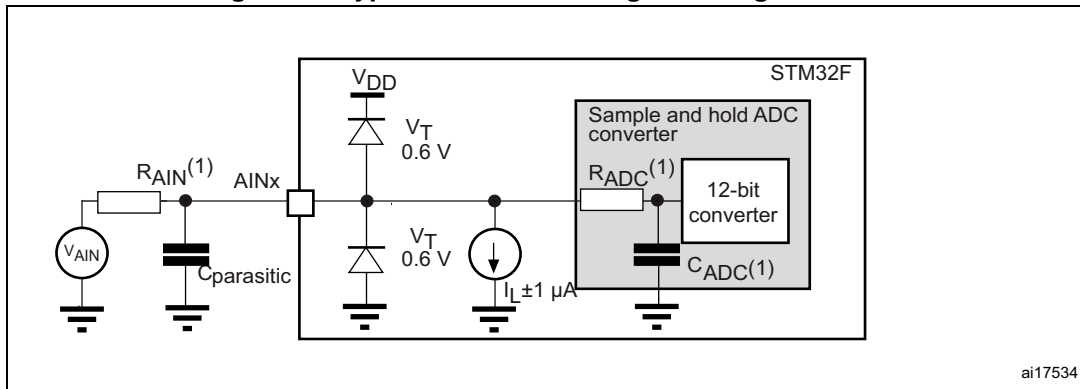 STM32F
VDD
Sample and hold ADC
converter
VT
0.6 V
RAIN(1)
AINx
RADC(1)
12-bit
converter
VAIN
Cparasitic
VT
0.6 V
IL±1 µA
CADC(1)
ai17534